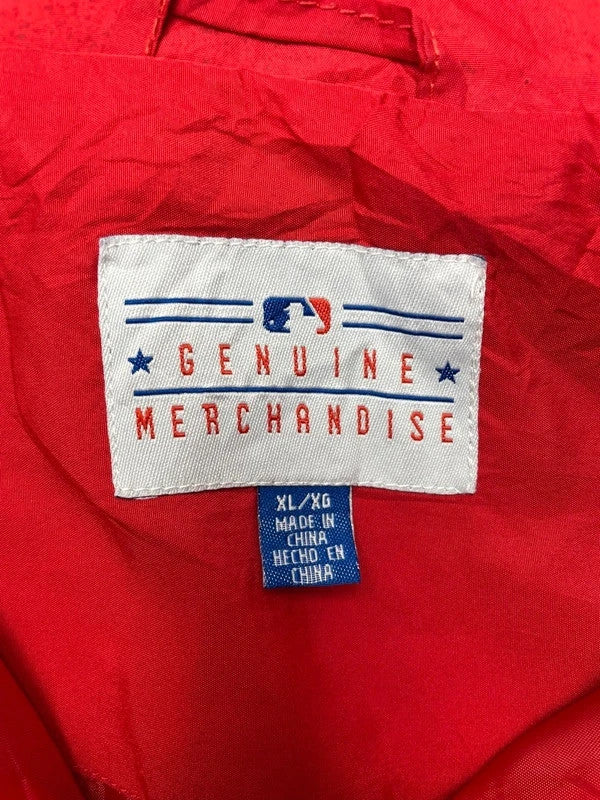 GENUINE
MERCHANDISE
XL/XG
MADE IN
CHINA
HECHO EN
CHINA